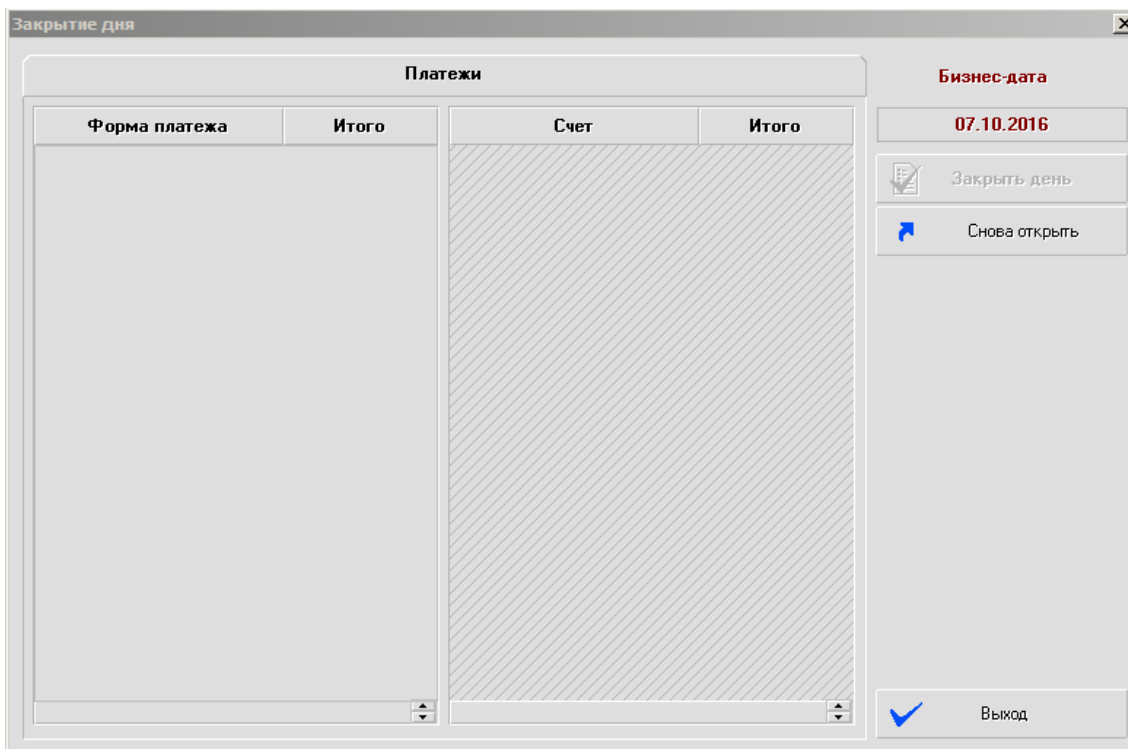 Закрытие дня
Платежи
Бизнес-дата
Форма платежа Итого Счет Итого
07.10.2016
Закрыть день
Снова открыть
Выход